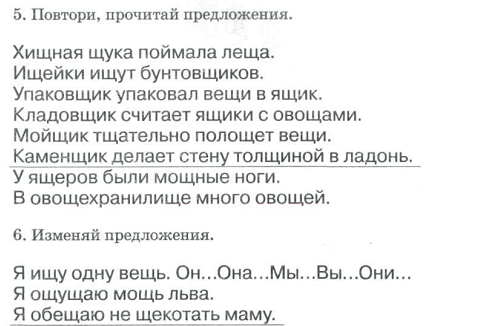 5. Повтори, прочитай предложения.
Хищная щука поймала леща.
Ищейки ищут бунтовщиков.
Упаковщик упаковал вещи в ящик.
Кладовщик считает ящики с овощами.
Мойщик тщательно полощет вещи.
Каменщик делает стену толщиной в ладонь.
У ящеров были мощные ноги.
В овощехранилище много овощей.
6. Изменяй предложения.
Я ищу одну вещь. Он...Она...Мы...Вы...Они...
Я ощущаю мощь льва.
Я обещаю не щекотать маму.